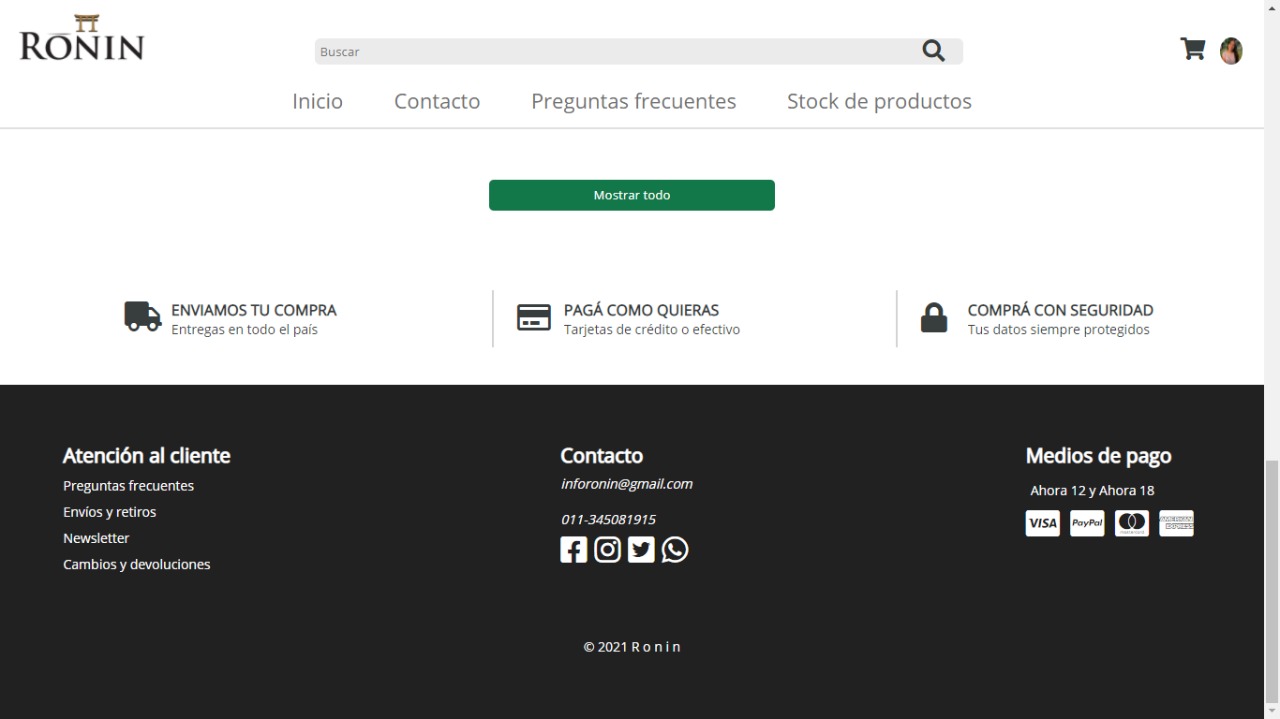 RONIN
Buscar
Inicio Contacto Preguntas frecuentes Stock de productos
Mostrar todo
ENVIAMOS TU COMPRA
Entregas en todo el país
PAGÁ COMO QUIERAS
Tarjetas de crédito o efectivo
COMPRÁ CON SEGURIDAD
Tus datos siempre protegidos
Atención al cliente
Preguntas frecuentes
Envíos y retiros
Newsletter
Cambios y devoluciones
Contacto
inforonin@gmail.com
011-345081915
Medios de pago
Ahora 12 y Ahora 18
VISA PayPal mastercard AMERICAN EXPRESS
© 2021 R o n i n